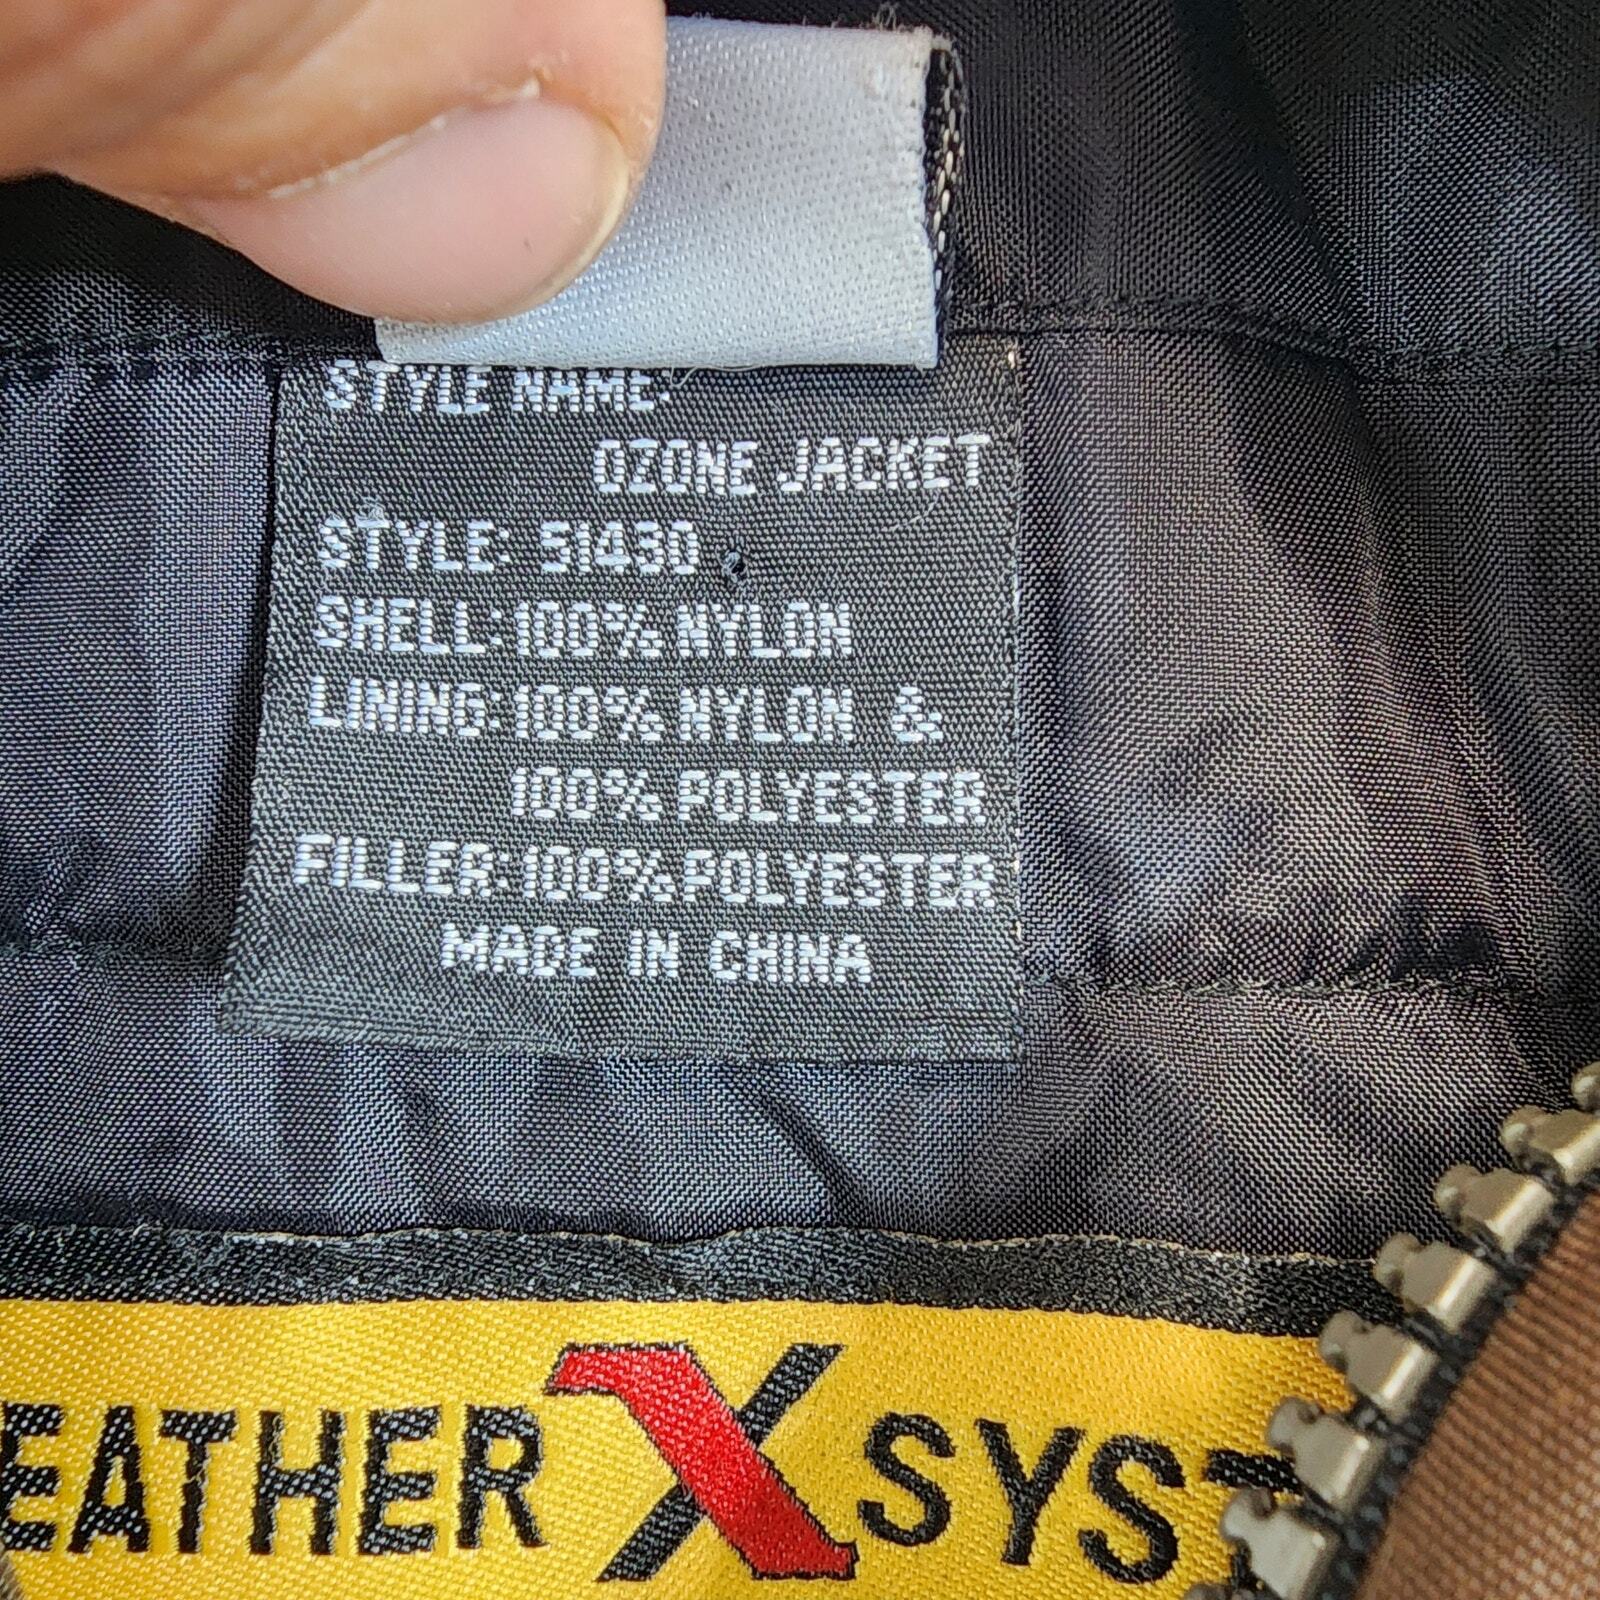 STYLE NAME:
OZONE JACKET
STYLE: 51430
SHELL: 100% NYLON
LINING: 100% NYLON &
100% POLYESTER
FILLER: 100% POLYESTER
MADE IN CHINA
EATHER X SYST